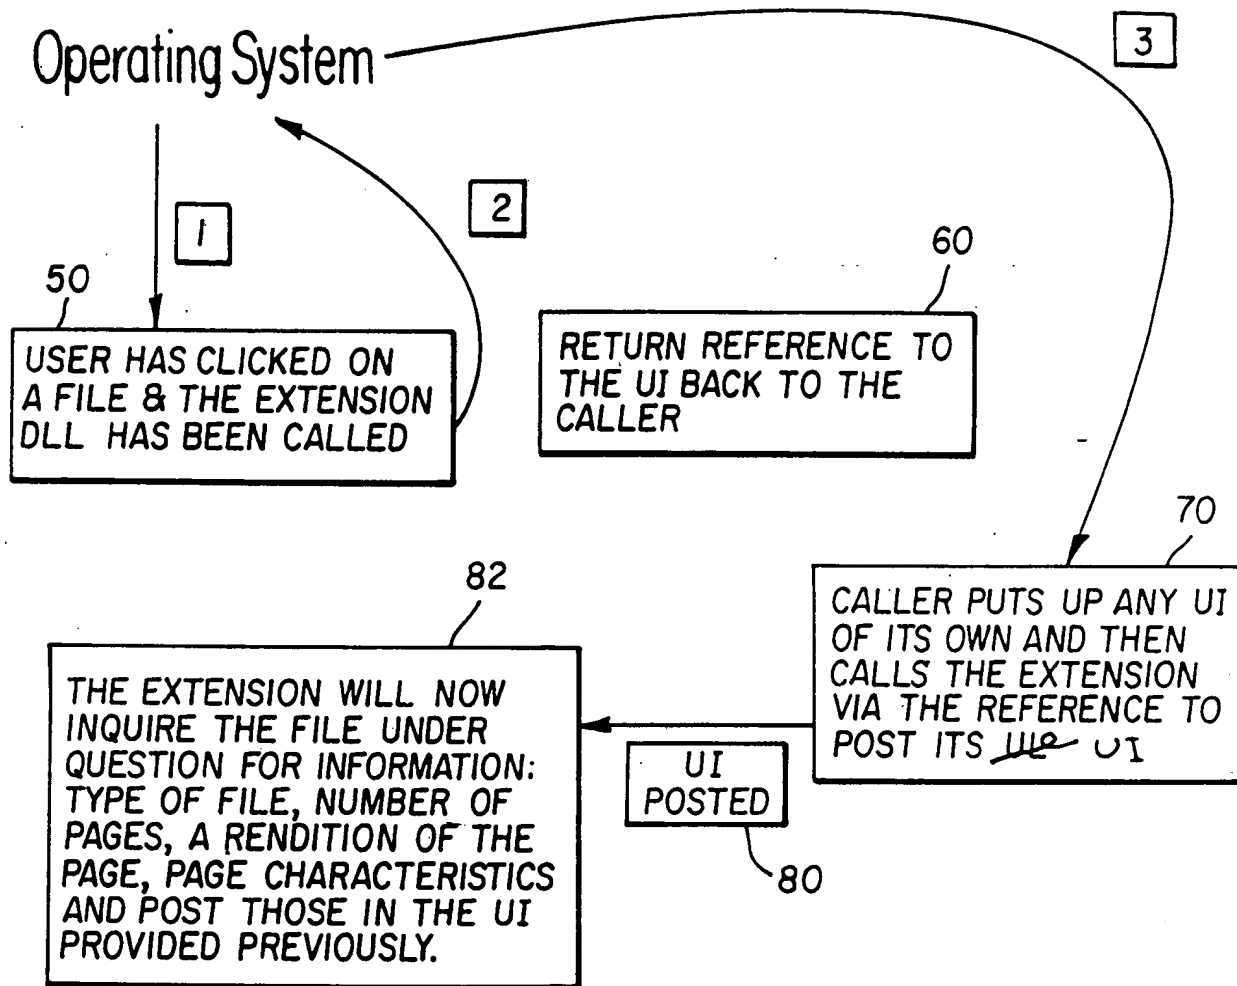 Operating System
3
2
1
50
USER HAS CLICKED ON
A FILE & THE EXTENSION
DLL HAS BEEN CALLED
60
RETURN REFERENCE TO
THE UI BACK TO THE
CALLER
70
CALLER PUTS UP ANY UI
OF ITS OWN AND THEN
CALLS THE EXTENSION
VIA THE REFERENCE TO
POST ITS UI
82
THE EXTENSION WILL NOW
INQUIRE THE FILE UNDER
QUESTION FOR INFORMATION:
TYPE OF FILE, NUMBER OF
PAGES, A RENDITION OF THE
PAGE, PAGE CHARACTERISTICS
AND POST THOSE IN THE UI
PROVIDED PREVIOUSLY.
UI
POSTED
80